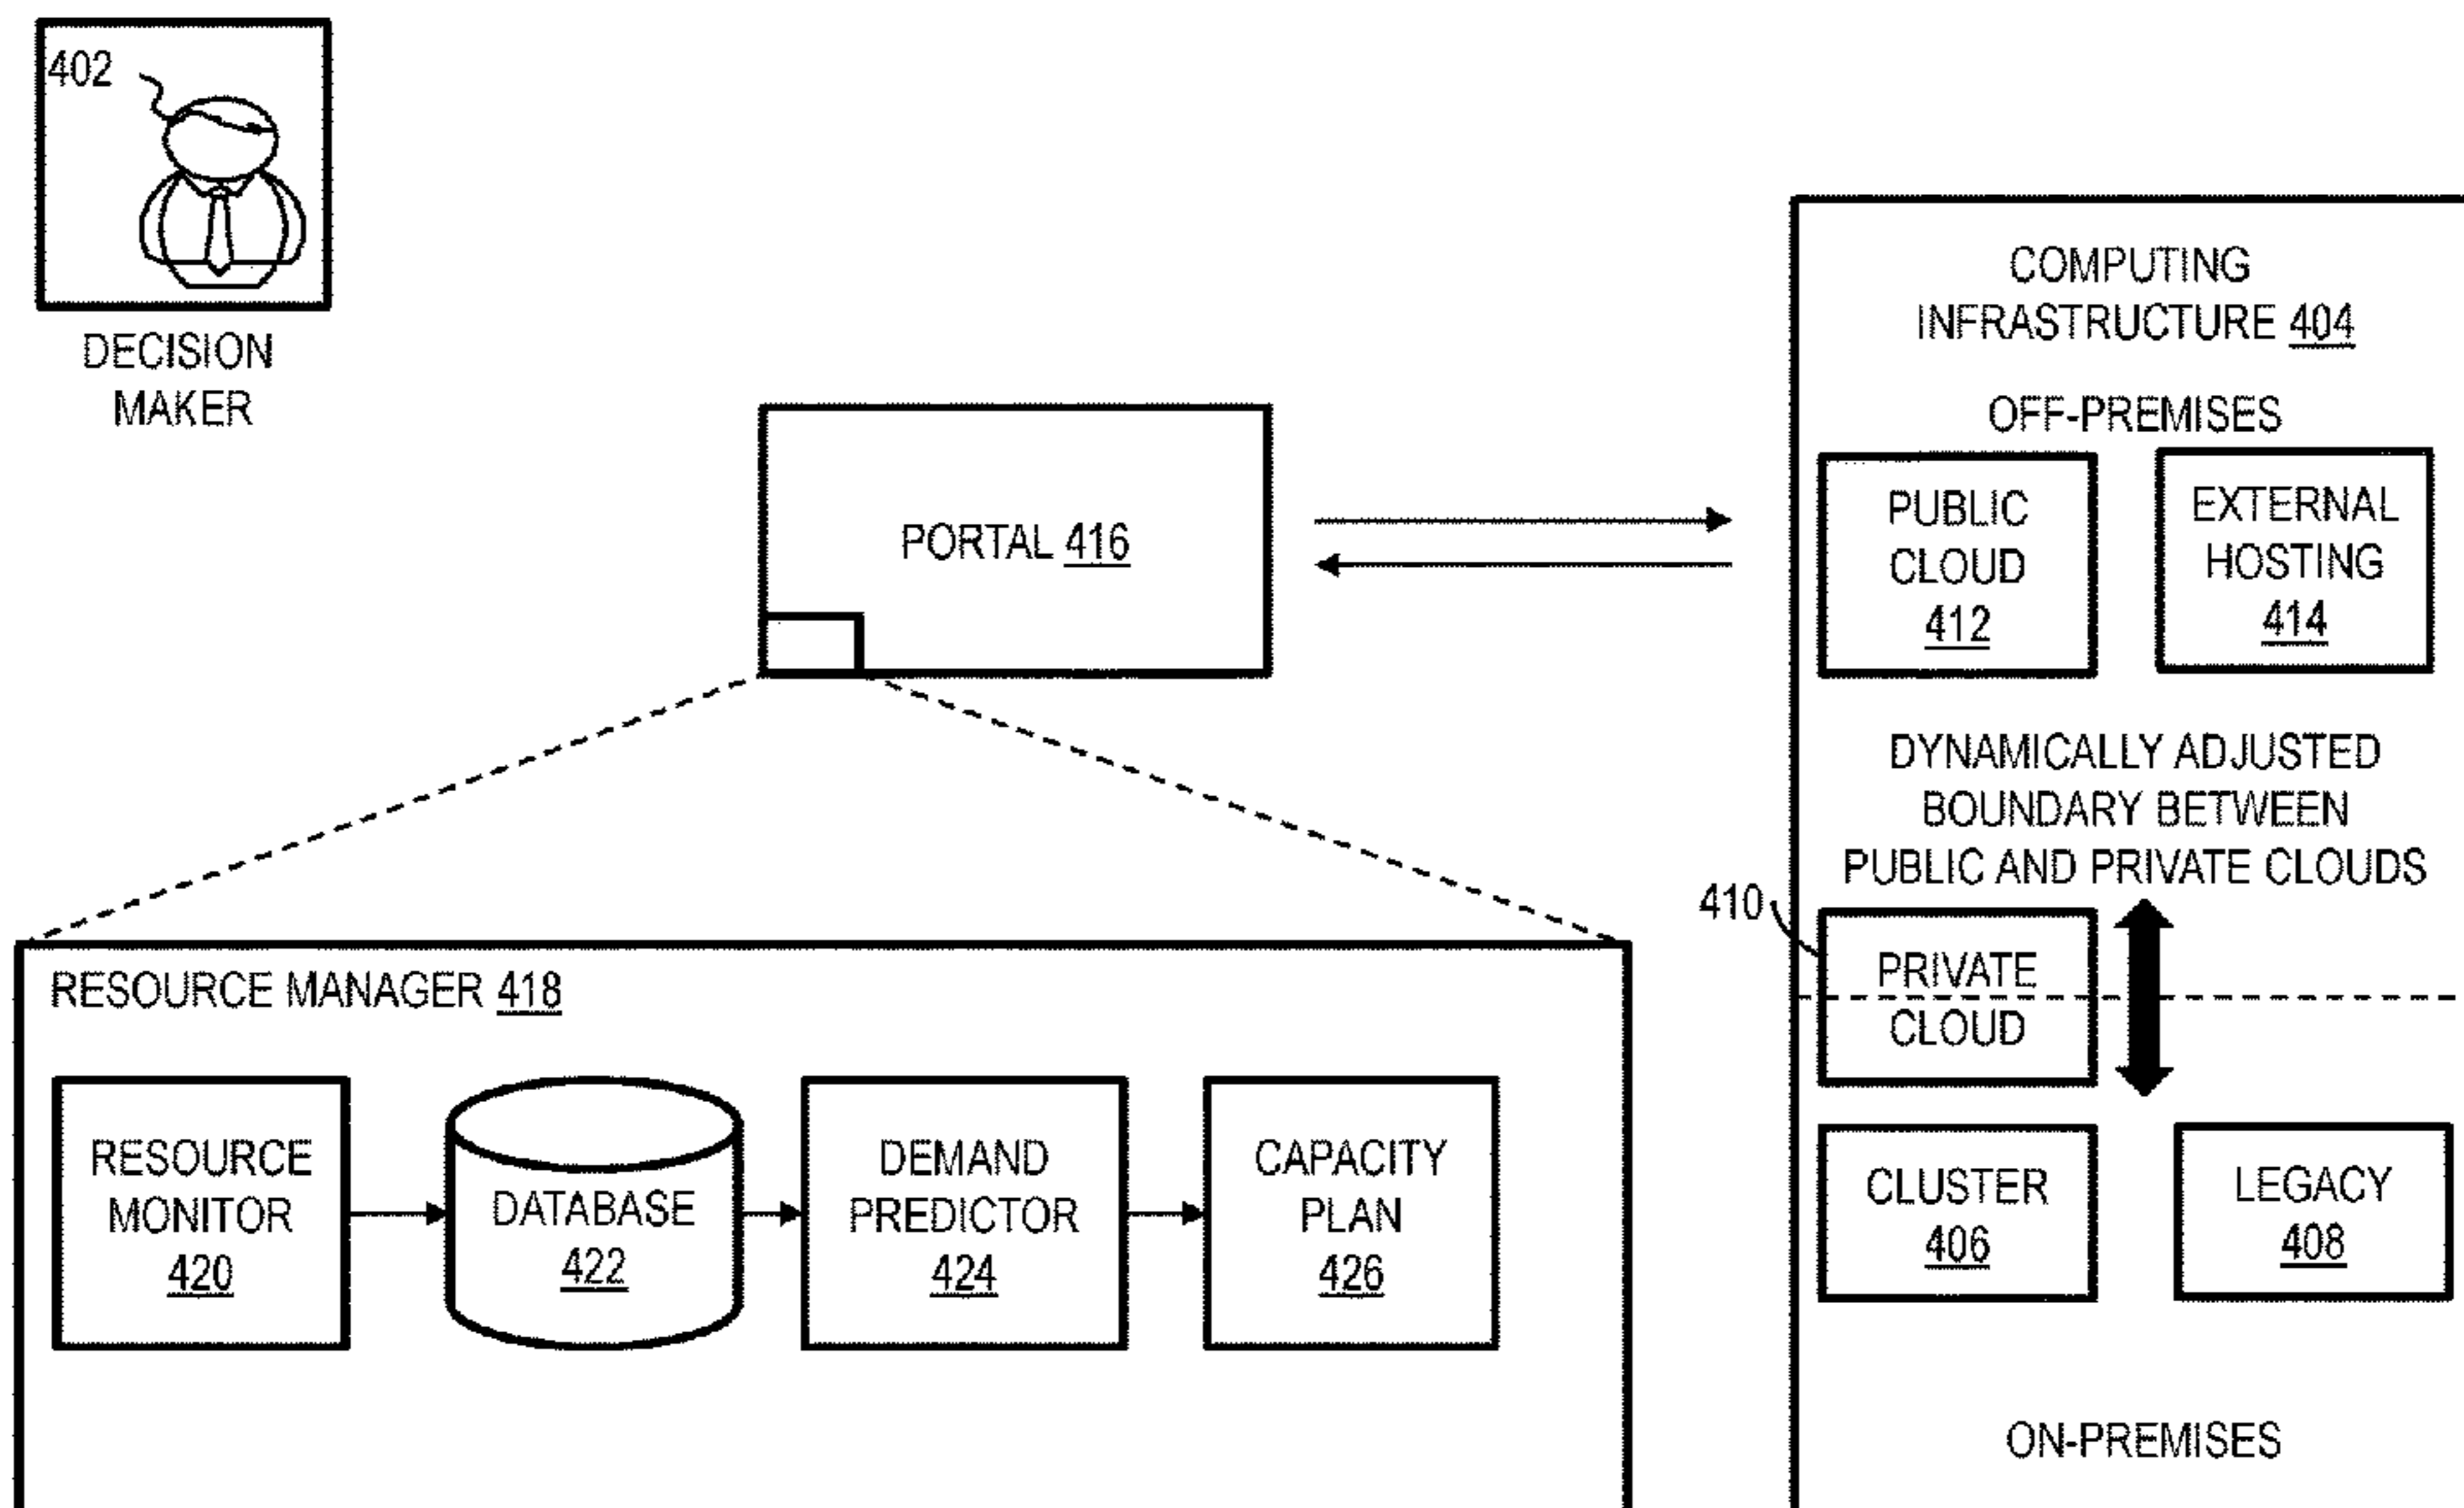 402
DECISION
MAKER
PORTAL 416
COMPUTING
INFRASTRUCTURE 404
OFF-PREMISES
PUBLIC
CLOUD
412
EXTERNAL
HOSTING
414
DYNAMICALLY ADJUSTED
BOUNDARY BETWEEN
PUBLIC AND PRIVATE CLOUDS
410
PRIVATE
CLOUD
CLUSTER
406
LEGACY
408
ON-PREMISES
RESOURCE MANAGER 418
RESOURCE
MONITOR
420
DATABASE
422
DEMAND
PREDICTOR
424
CAPACITY
PLAN
426